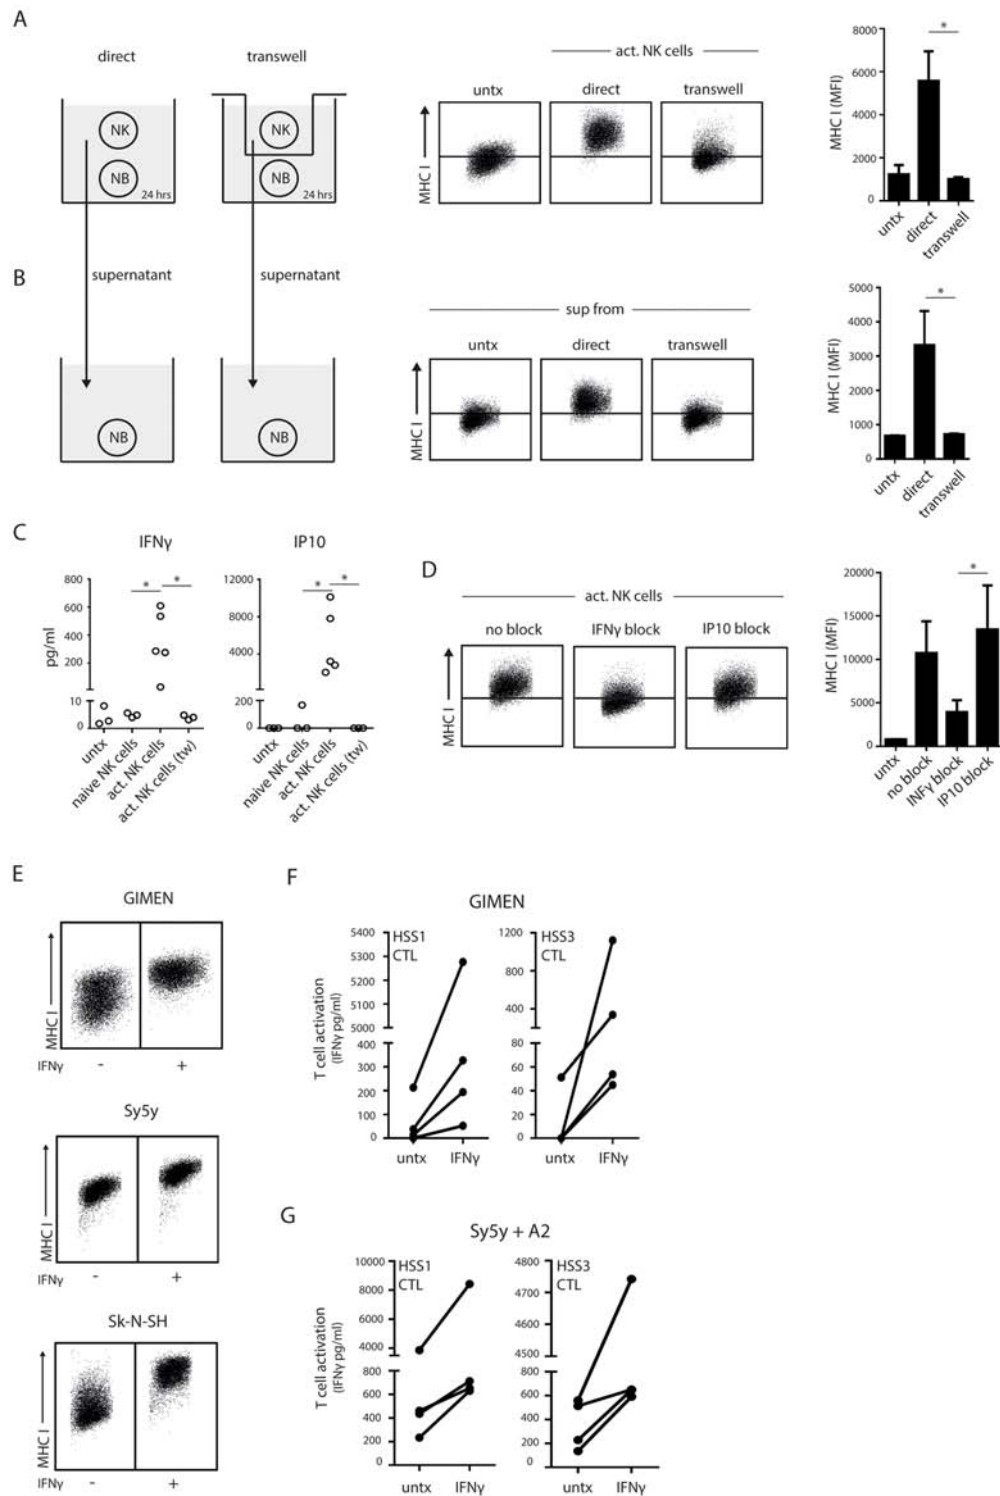 A
direct
transwell
NK
NB
24 hrs
NK
NB
24 hrs
act. NK cells
untx
direct
transwell
MHC I
MHC I (MFI)
8000
6000
4000
2000
0
*
untx
direct
transwell
B
supernatant
supernatant
NB
NB
sup from
untx
direct
transwell
MHC I
MHC I (MFI)
5000
4000
3000
2000
1000
0
*
untx
direct
transwell
C
IFNγ
pg/ml
800
600
400
200
10
0
* *
untx
naive NK cells
act. NK cells
act. NK cells (tw)
IP10
12000
8000
4000
200
0
* *
untx
naive NK cells
act. NK cells
act. NK cells (tw)
D
act. NK cells
no block
IFNγ block
IP10 block
MHC I
MHC I (MFI)
20000
15000
10000
5000
0
*
untx
no block
INFγ block
IP10 block
E
GIMEN
MHC I
IFNγ - +
Sy5y
MHC I
IFNγ - +
Sk-N-SH
MHC I
IFNγ - +
F
GIMEN
T cell activation
(IFNγ pg/ml)
5400
5300
5200
5100
5000
400
300
200
100
0
HSS1
CTL
untx IFNγ
1200
800
400
80
60
40
20
0
HSS3
CTL
untx IFNγ
G
Sy5y + A2
T cell activation
(IFNγ pg/ml)
10000
8000
6000
4000
800
600
400
200
0
HSS1
CTL
untx IFNγ
4800
4700
4600
4500
800
600
400
200
0
HSS3
CTL
untx IFNγ